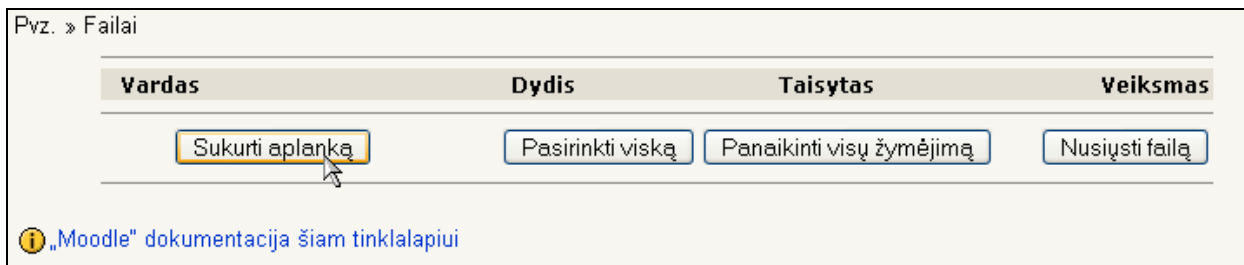 Pvz. » Failai
Vardas Dydis Taisytas Veiksmas
Sukurti aplanką Pasirinkti viską Panaikinti visų žymėjimą Nusiųsti failą
„Moodle" dokumentacija šiam tinklalapiui